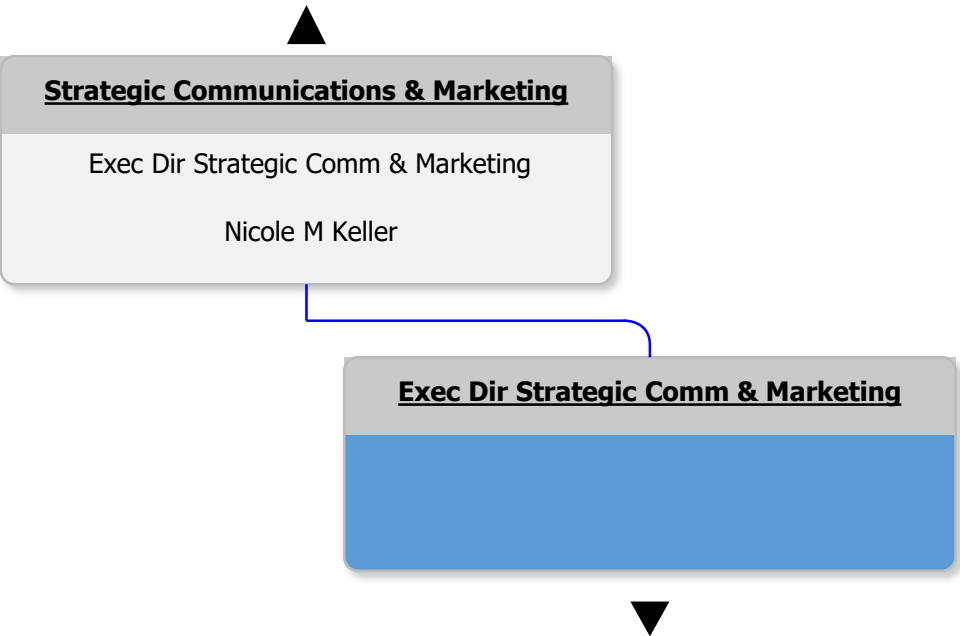 Strategic Communications & Marketing
Exec Dir Strategic Comm & Marketing
Nicole M Keller
Exec Dir Strategic Comm & Marketing